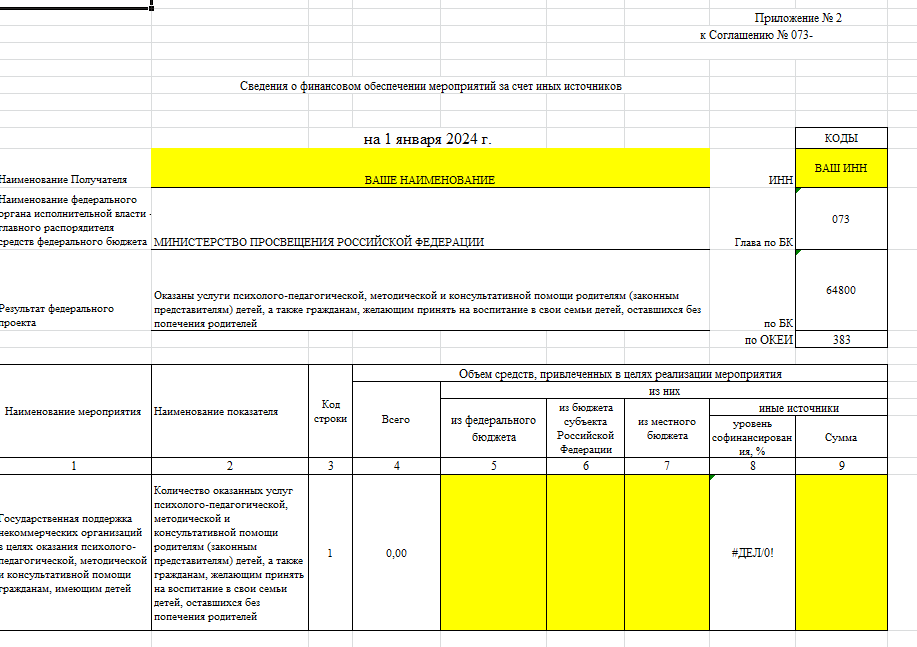 Приложение № 2
к Соглашению № 073-
Сведения о финансовом обеспечении мероприятий за счет иных источников
на 1 января 2024 г.
КОДЫ
Наименование Получателя
ВАШЕ НАИМЕНОВАНИЕ
ИНН
ВАШ ИНН
Наименование федерального
органа исполнительной власти -
главного распорядителя
средств федерального бюджета
МИНИСТЕРСТВО ПРОСВЕЩЕНИЯ РОССИЙСКОЙ ФЕДЕРАЦИИ
Глава по БК
073
Результат федерального
проекта
Оказаны услуги психолого-педагогической, методической и консультативной помощи родителям (законным
представителям) детей, а также гражданам, желающим принять на воспитание в свои семьи детей, оставшихся без
попечения родителей
по БК
64800
по ОКЕИ
383
Наименование мероприятия
Наименование показателя
Код
строки
Объем средств, привлеченных в целях реализации мероприятия
Всего
из них
из федерального
бюджета
из бюджета
субъекта
Российской
Федерации
из местного
бюджета
иные источники
уровень
софинансирован
ия, %
Сумма
1
2
3
4
5
6
7
8
9
Государственная поддержка
некоммерческих организаций
в целях оказания психолого-
педагогической, методической
и консультативной помощи
гражданам, имеющим детей
Количество оказанных услуг
психолого-педагогической,
методической и
консультативной помощи
родителям (законным
представителям) детей, а также
гражданам, желающим принять
на воспитание в свои семьи
детей, оставшихся без
попечения родителей
1
0,00
#ДЕЛ/0!